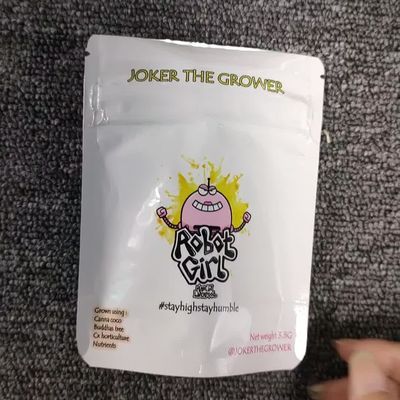 JOKER THE GROWER
Robot
Girl
#stayhighstayhumble
Grown using :
Canna coco
Buddhas tree
Cx horticulture
Nutrients
Net weight 3.5G
@JOKERTHEGROWER